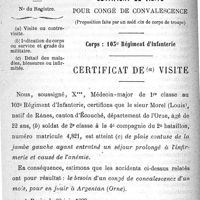 No du Registre.
POUR CONGÉ DE CONVALESCENCE
(Proposition faite par un médecin de corps de troupe)
(a) Visite ou contre-visite.
(b) Indication du corps ou service et grade du militaire.
(c) Détail des maladies, blessures ou infirmités.
Corps : 103e Régiment d'Infanterie
CERTIFICAT DE (a) VISITE
Nous, soussigné, X***, Médecin-major de 1re classe au
103e Régiment d'Infanterie, certifions que le sieur Morel (Louis),
natif de Rânes, canton d'Écouché, département de l'Orne, âgé de
22 ans, (b) soldat de 2e classe à la 4e compagnie du 2e bataillon,
numéro matricule 4,821, est atteint (c) de plaie contuse de la
jambe gauche ayant entraîné un séjour prolongé à l'infirmerie
et causé de l'anémie.
En conséquence, estimons que les accidents ci-dessus relatés
ont pour résultats : le besoin d'un congé de convalescence d'un
mois, pour en jouir à Argentan (Orne).